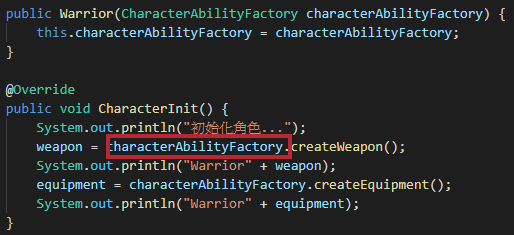 public Warrior(CharacterAbilityFactory characterAbilityFactory) {
    this.characterAbilityFactory = characterAbilityFactory;
}

@Override
public void CharacterInit() {
    System.out.println("初始化角色...");
    weapon = characterAbilityFactory.createWeapon();
    System.out.println("Warrior" + weapon);
    equipment = characterAbilityFactory.createEquipment();
    System.out.println("Warrior" + equipment);
}